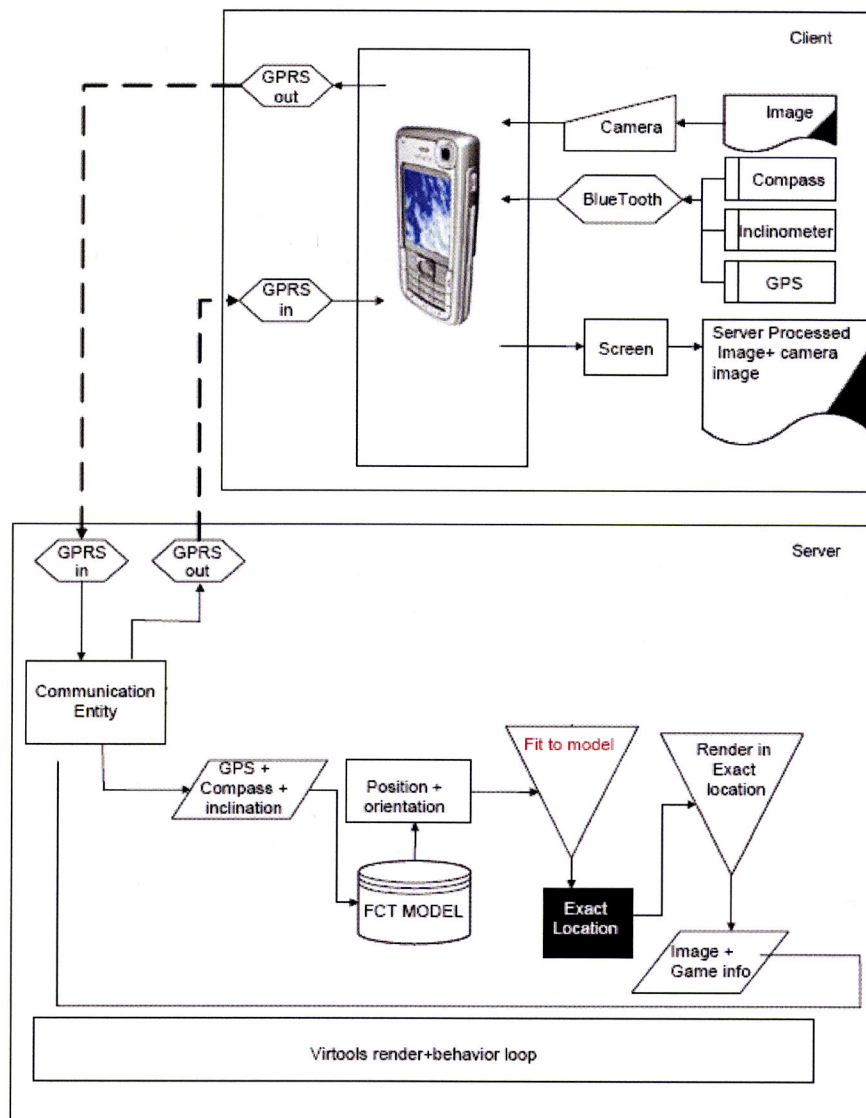 Client
GPRS
out
Image
Camera
Compass
BlueTooth
Inclinometer
GPS
GPRS
in
Screen
Server Processed
Image+ camera
image
Server
GPRS
in
GPRS
out
Communication
Entity
GPS +
Compass +
inclination
Position +
orientation
Fit to model
Render in
Exact
location
FCT MODEL
Exact
Location
Image +
Game info
Virtools render+behavior loop